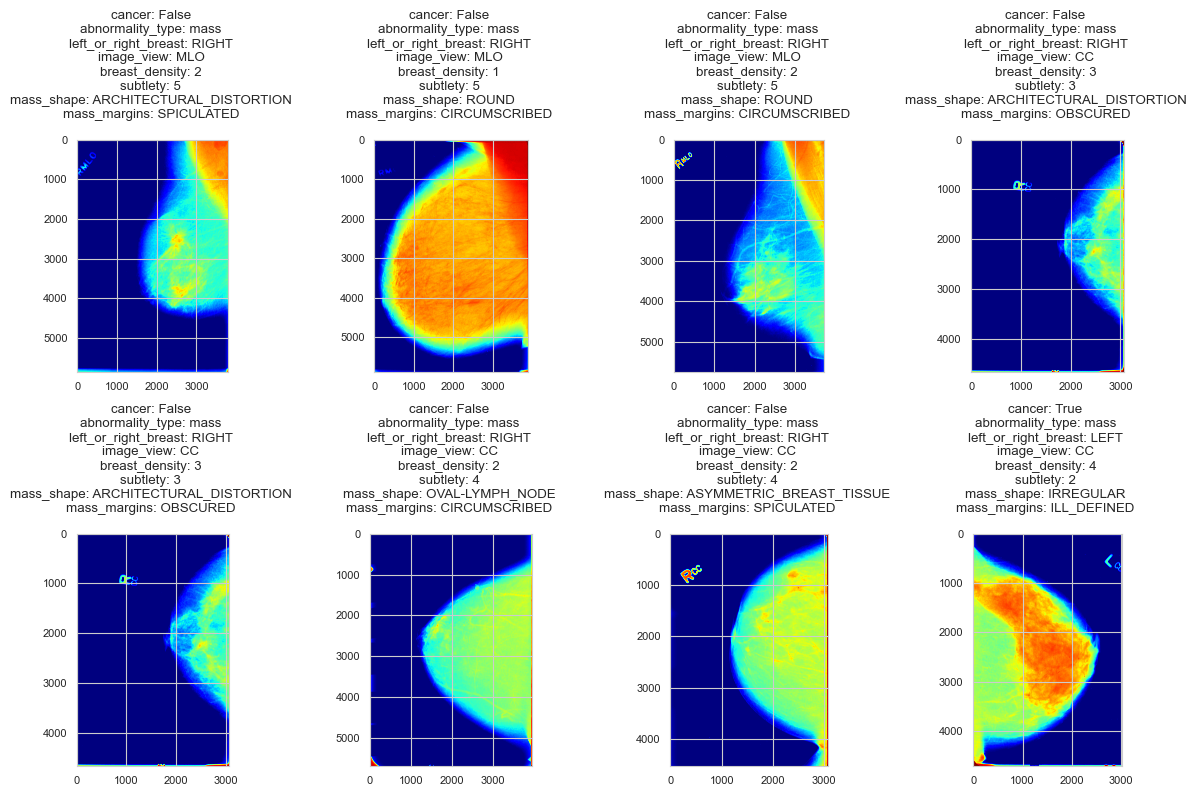 cancer: False
abnormality_type: mass
left_or_right_breast: RIGHT
image_view: MLO
breast_density: 2
subtlety: 5
mass_shape: ARCHITECTURAL_DISTORTION
mass_margins: SPICULATED
0
1000
2000
3000
4000
5000
0 1000 2000 3000
cancer: False
abnormality_type: mass
left_or_right_breast: RIGHT
image_view: MLO
breast_density: 1
subtlety: 5
mass_shape: ROUND
mass_margins: CIRCUMSCRIBED
0
1000
2000
3000
4000
5000
0 1000 2000 3000
cancer: False
abnormality_type: mass
left_or_right_breast: RIGHT
image_view: MLO
breast_density: 2
subtlety: 5
mass_shape: ROUND
mass_margins: CIRCUMSCRIBED
RMLO
0
1000
2000
3000
4000
5000
0 1000 2000 3000
cancer: False
abnormality_type: mass
left_or_right_breast: RIGHT
image_view: CC
breast_density: 3
subtlety: 3
mass_shape: ARCHITECTURAL_DISTORTION
mass_margins: OBSCURED
0
1000
2000
3000
4000
0 1000 2000 3000
cancer: False
abnormality_type: mass
left_or_right_breast: RIGHT
image_view: CC
breast_density: 3
subtlety: 3
mass_shape: ARCHITECTURAL_DISTORTION
mass_margins: OBSCURED
0
1000
2000
3000
4000
0 1000 2000 3000
cancer: False
abnormality_type: mass
left_or_right_breast: RIGHT
image_view: CC
breast_density: 2
subtlety: 4
mass_shape: OVAL-LYMPH_NODE
mass_margins: CIRCUMSCRIBED
0
1000
2000
3000
4000
5000
0 1000 2000 3000
cancer: False
abnormality_type: mass
left_or_right_breast: RIGHT
image_view: CC
breast_density: 2
subtlety: 4
mass_shape: ASYMMETRIC_BREAST_TISSUE
mass_margins: SPICULATED
RCC
0
1000
2000
3000
4000
0 1000 2000 3000
cancer: True
abnormality_type: mass
left_or_right_breast: LEFT
image_view: CC
breast_density: 4
subtlety: 2
mass_shape: IRREGULAR
mass_margins: ILL_DEFINED
0
1000
2000
3000
4000
0 1000 2000 3000